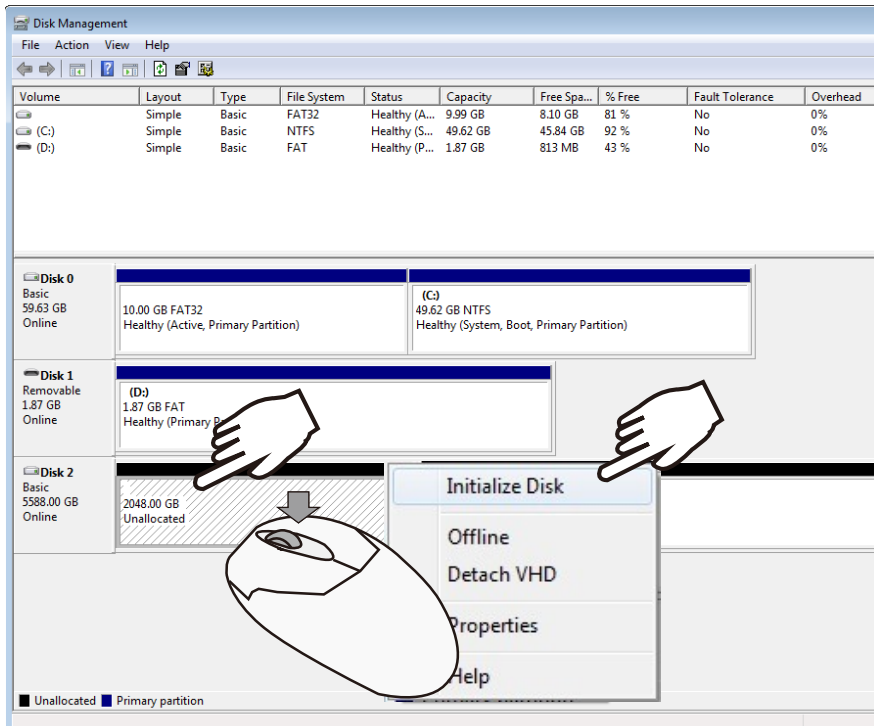 Disk Management
File Action View Help
Volume Layout Type File System Status Capacity Free Spa... % Free Fault Tolerance Overhead
Simple Basic FAT32 Healthy (A... 9.99 GB 8.10 GB 81 % No 0%
(C:) Simple Basic NTFS Healthy (S... 49.62 GB 45.84 GB 92 % No 0%
(D:) Simple Basic FAT Healthy (P... 1.87 GB 813 MB 43 % No 0%
Disk 0
Basic
59.63 GB
Online
10.00 GB FAT32
Healthy (Active, Primary Partition)
(C:)
49.62 GB NTFS
Healthy (System, Boot, Primary Partition)
Disk 1
Removable
1.87 GB
Online
(D:)
1.87 GB FAT
Healthy (Primary
Disk 2
Basic
5588.00 GB
Online
2048.00 GB
Unallocated
Initialize Disk
Offline
Detach VHD
Properties
Help
Unallocated Primary partition